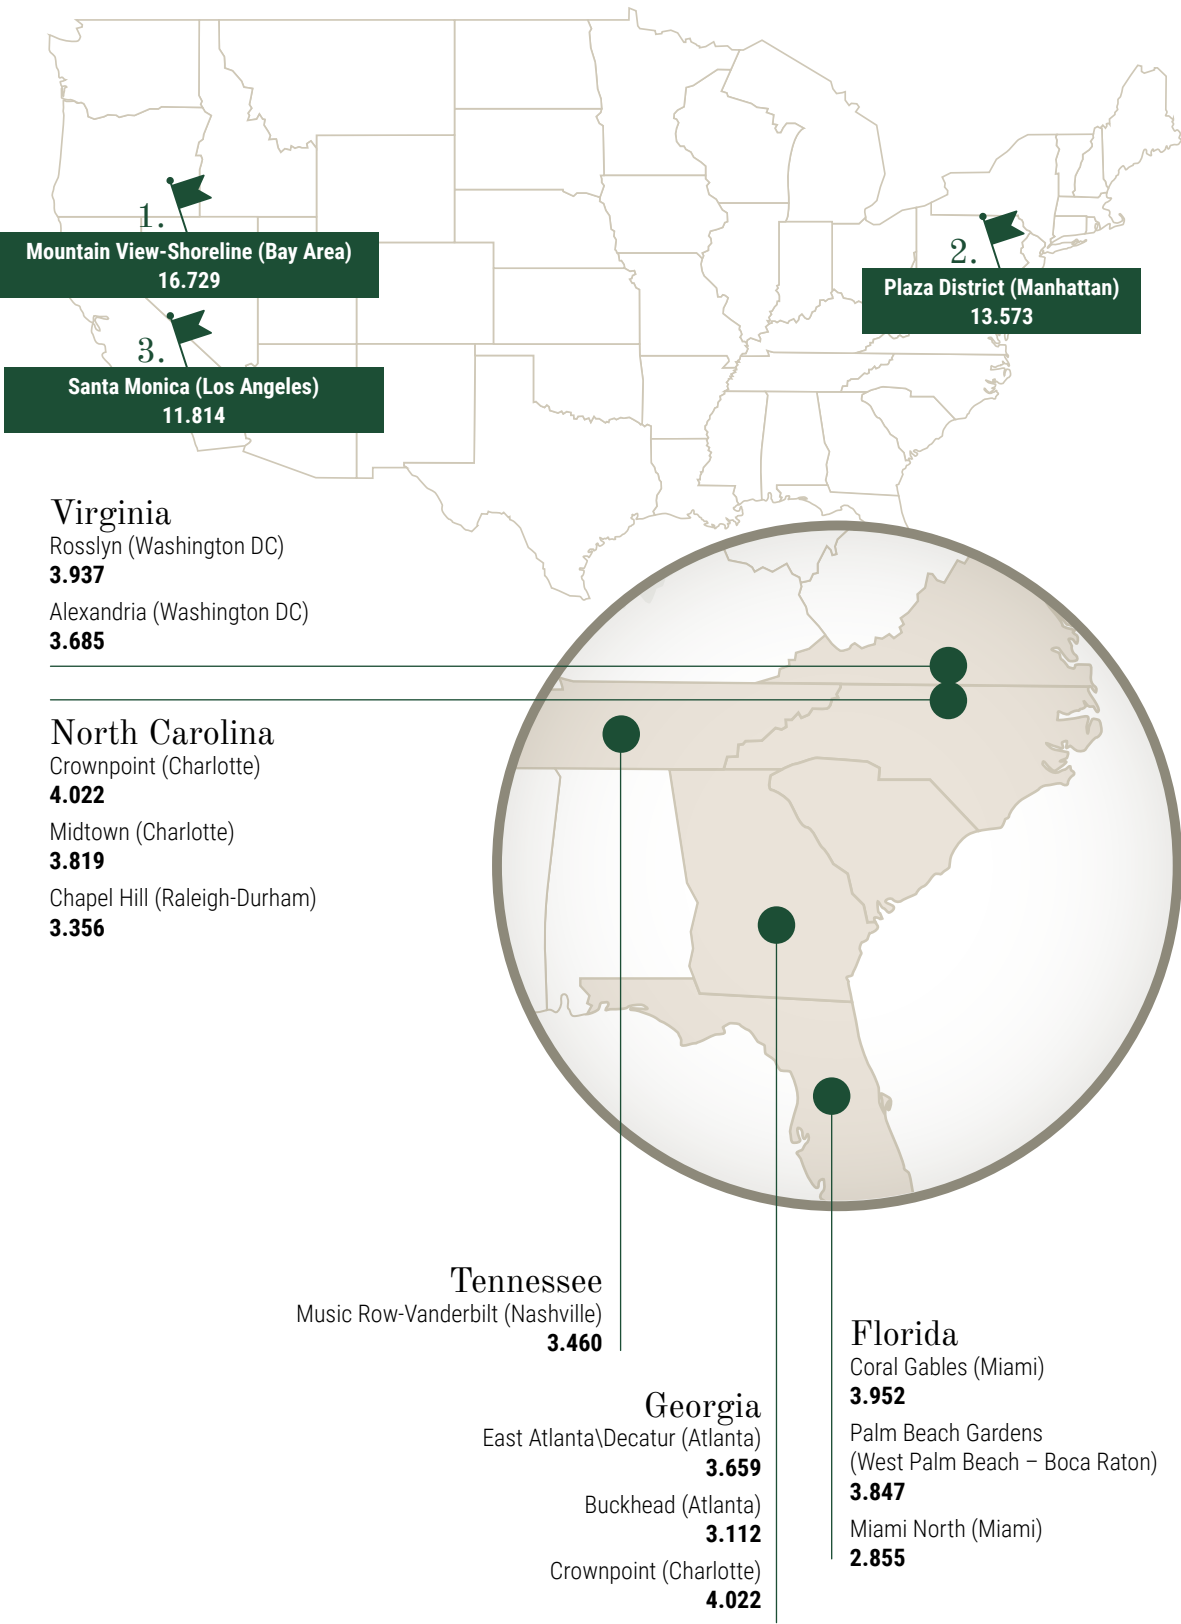 1.
Mountain View-Shoreline (Bay Area)
16.729
2.
Plaza District (Manhattan)
13.573
3.
Santa Monica (Los Angeles)
11.814
Virginia
Rosslyn (Washington DC)
3.937
Alexandria (Washington DC)
3.685
North Carolina
Crownpoint (Charlotte)
4.022
Midtown (Charlotte)
3.819
Chapel Hill (Raleigh-Durham)
3.356
Tennessee
Music Row-Vanderbilt (Nashville)
3.460
Georgia
East Atlanta\Decatur (Atlanta)
3.659
Buckhead (Atlanta)
3.112
Crownpoint (Charlotte)
4.022
Florida
Coral Gables (Miami)
3.952
Palm Beach Gardens
(West Palm Beach – Boca Raton)
3.847
Miami North (Miami)
2.855